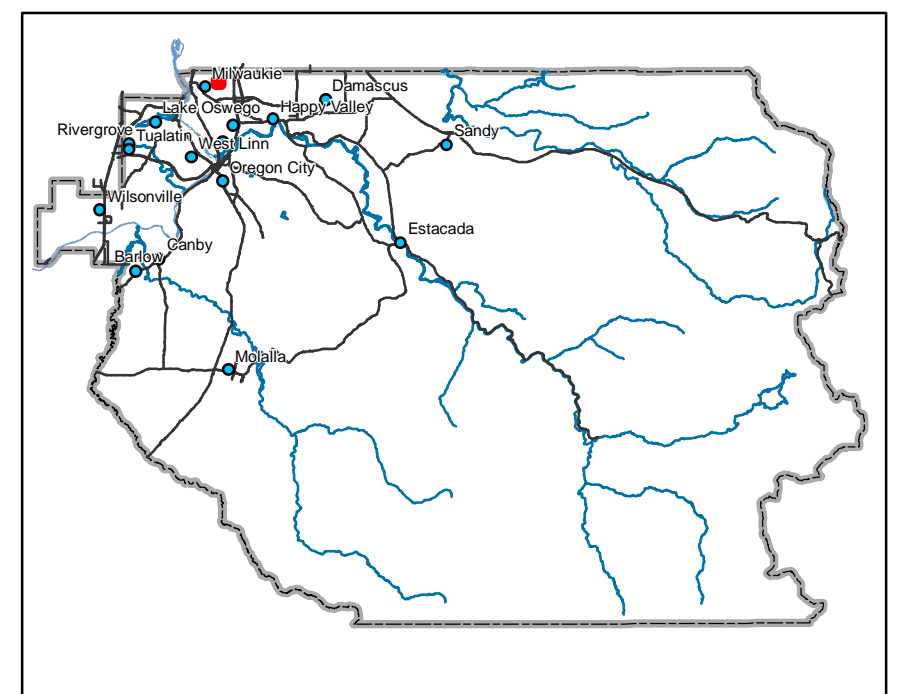 Milwaukie
Damascus
Lake Oswego
Happy Valley
Rivergrove
Tualatin
Sandy
West Linn
Oregon City
Wilsonville
Estacada
Canby
Barlow
Molalla